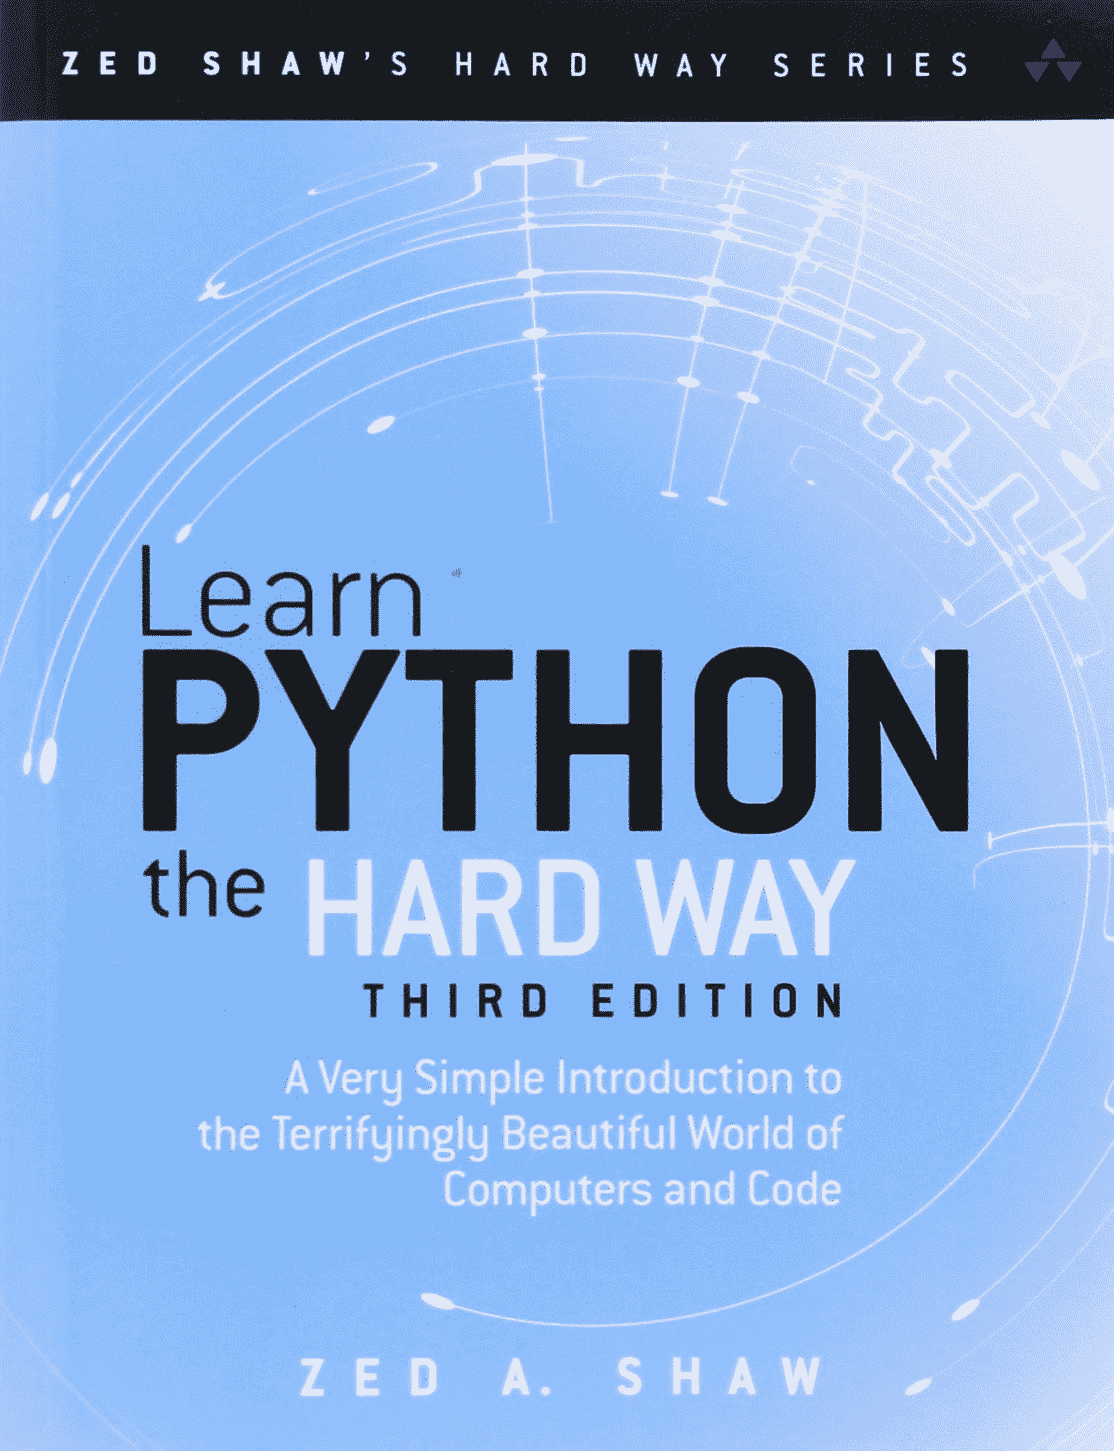 ZED SHAW'S HARD WAY SERIES
Learn
PYTHON
the HARD WAY
THIRD EDITION
A Very Simple Introduction to
the Terrifyingly Beautiful World of
Computers and Code
ZED A. SHAW